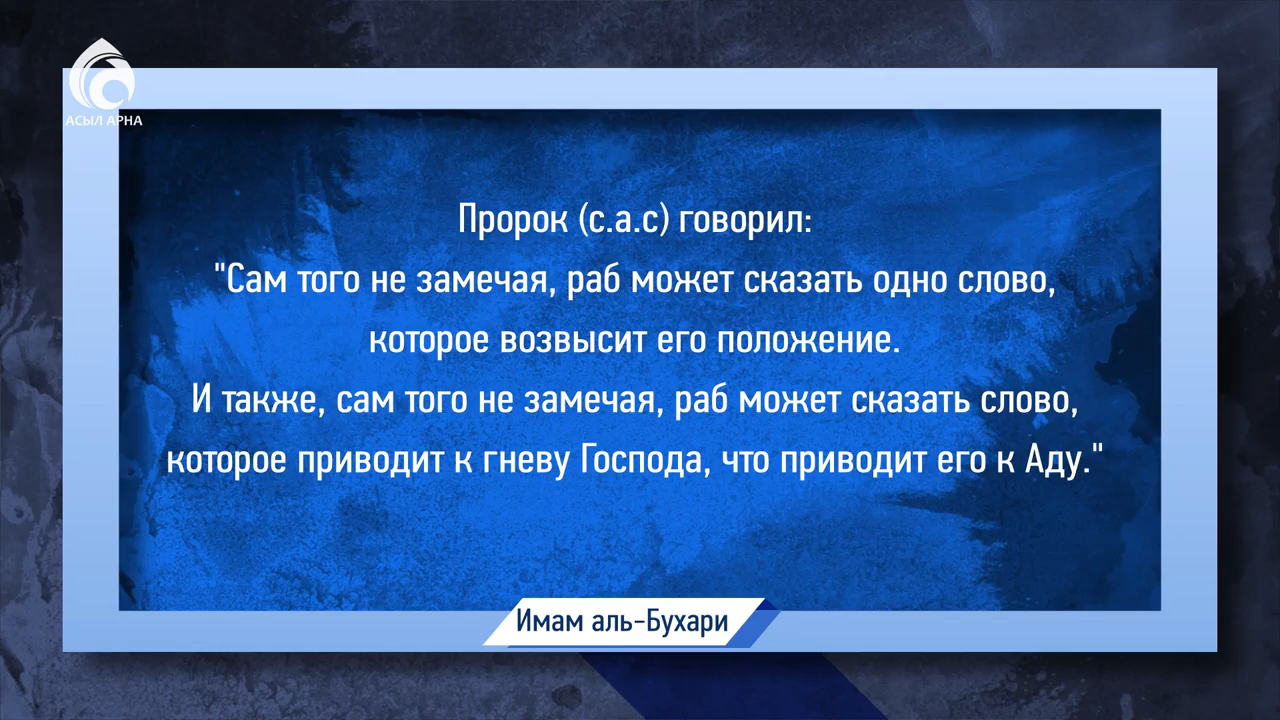 АСЫЛ АРНА
Пророк (с.а.с) говорил:
"Сам того не замечая, раб может сказать одно слово,
которое возвысит его положение.
И также, сам того не замечая, раб может сказать слово,
которое приводит к гневу Господа, что приводит его к Аду."
Имам аль-Бухари